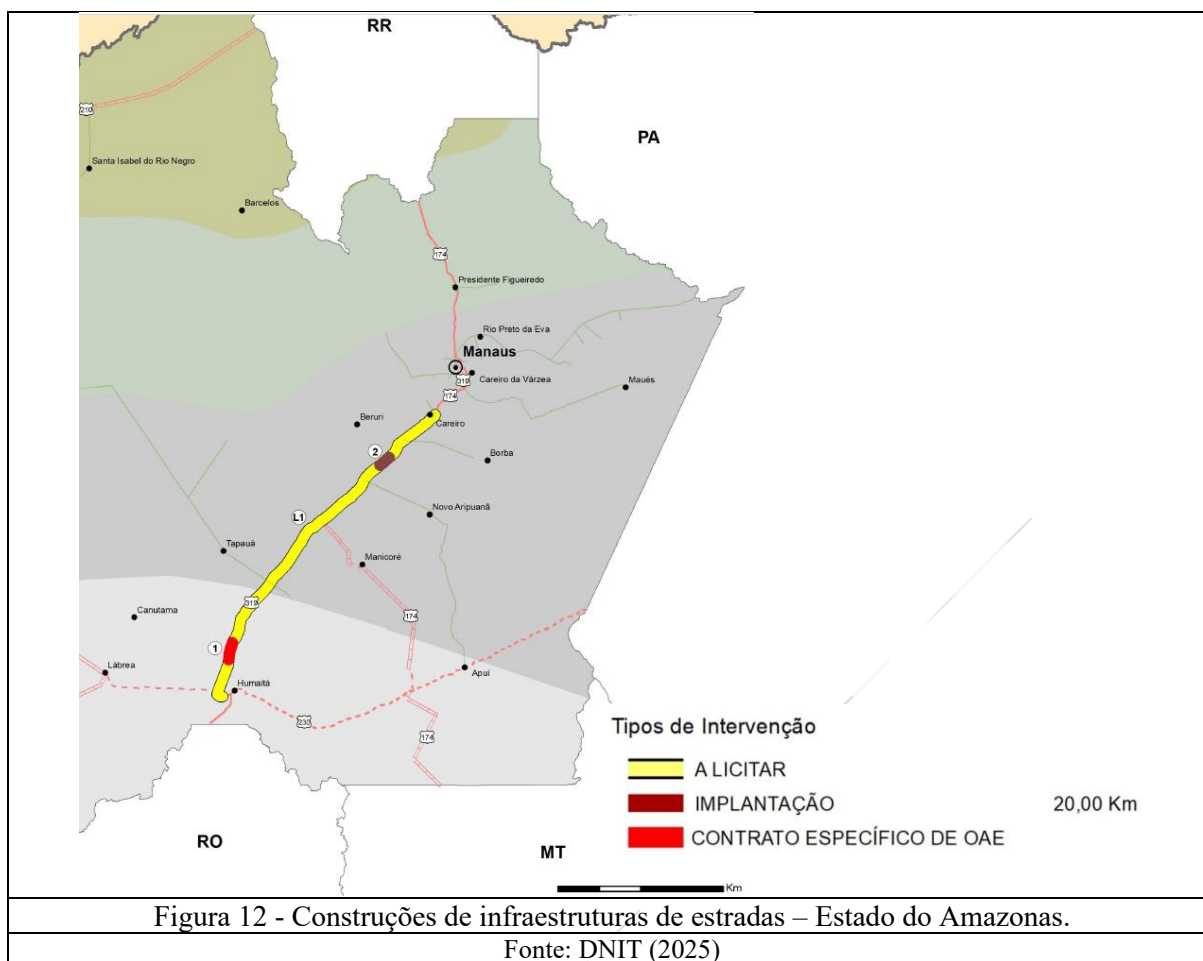 RR
PA
210
Santa Isabel do Rio Negro
Barcelos
174
Presidente Figueiredo
Rio Preto da Eva
Manaus
319
Careiro da Várzea
174
Maués
Beruri
Careiro
2
Borba
L1
Novo Aripuanã
Tapauá
Manicoré
319
174
Canutama
1
Lábrea
Humaitá
Apuí
230
174
RO
MT
Tipos de Intervenção
A LICITAR
IMPLANTAÇÃO 20,00 Km
CONTRATO ESPECÍFICO DE OAE
Km
Figura 12 - Construções de infraestruturas de estradas – Estado do Amazonas.
Fonte: DNIT (2025)